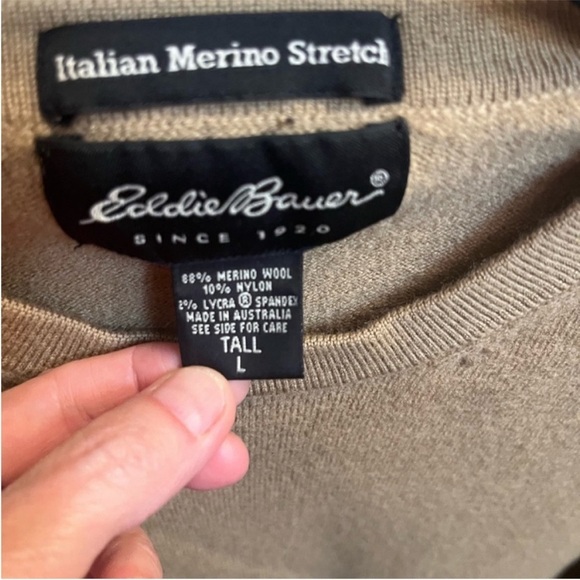 Italian Merino Stretch
Eddie Bauer®
SINCE 1920
88% MERINO WOOL
10% NYLON
2% LYCRA ® SPANDEX
MADE IN AUSTRALIA
SEE SIDE FOR CARE
TALL
L